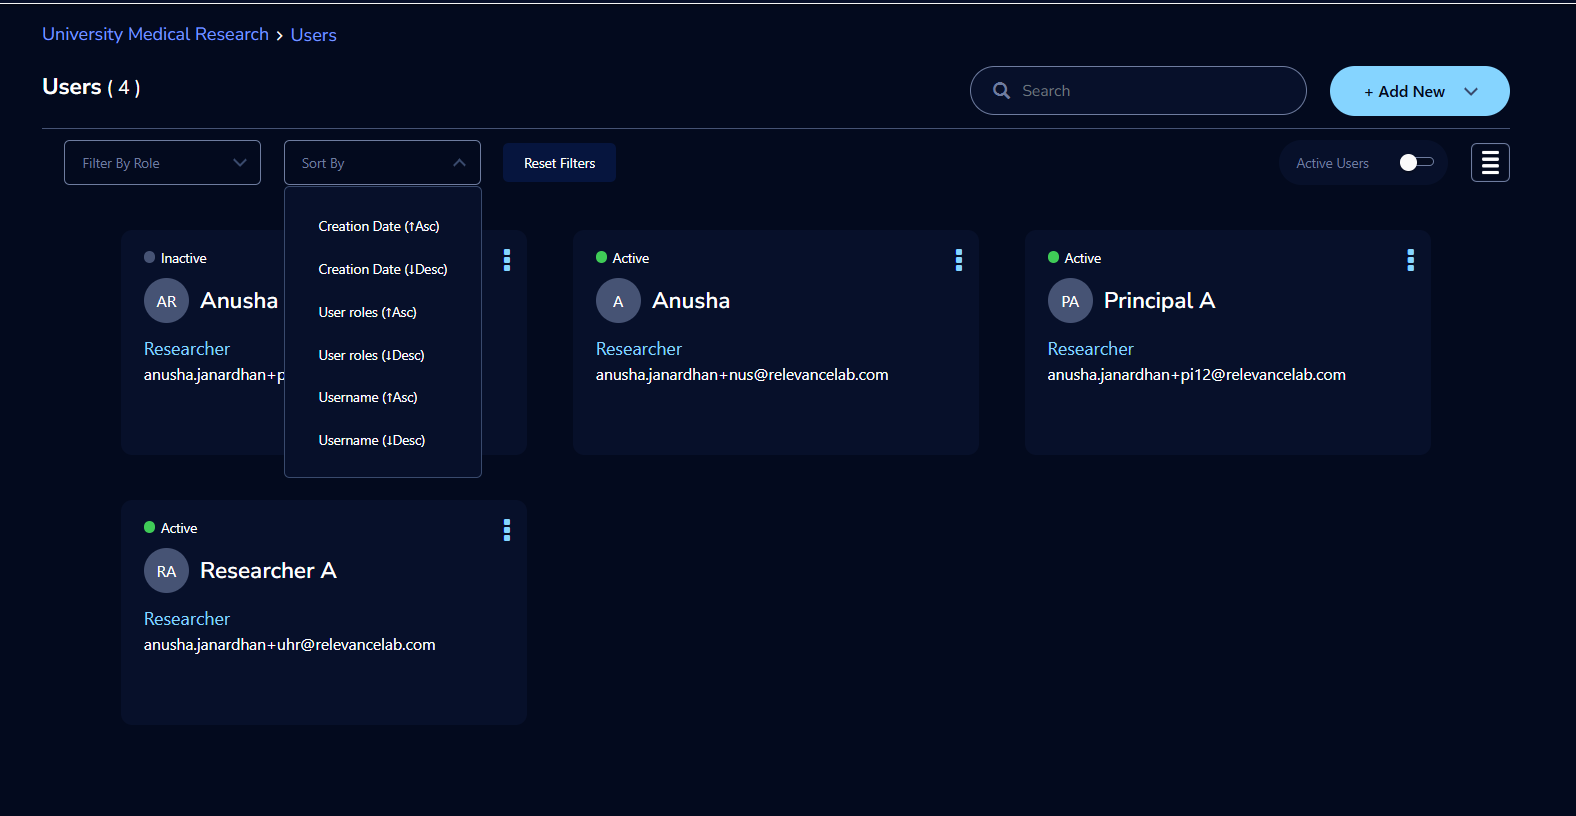 University Medical Research › Users
Users ( 4 )
Search
+ Add New
Filter By Role
Sort By
Reset Filters
Active Users
Creation Date (↑Asc)
Creation Date (↓Desc)
User roles (↑Asc)
User roles (↓Desc)
Username (↑Asc)
Username (↓Desc)
Inactive
AR Anusha
Researcher
anusha.janardhan+p
Active
A Anusha
Researcher
anusha.janardhan+nus@relevancelab.com
Active
PA Principal A
Researcher
anusha.janardhan+pi12@relevancelab.com
Active
RA Researcher A
Researcher
anusha.janardhan+uhr@relevancelab.com